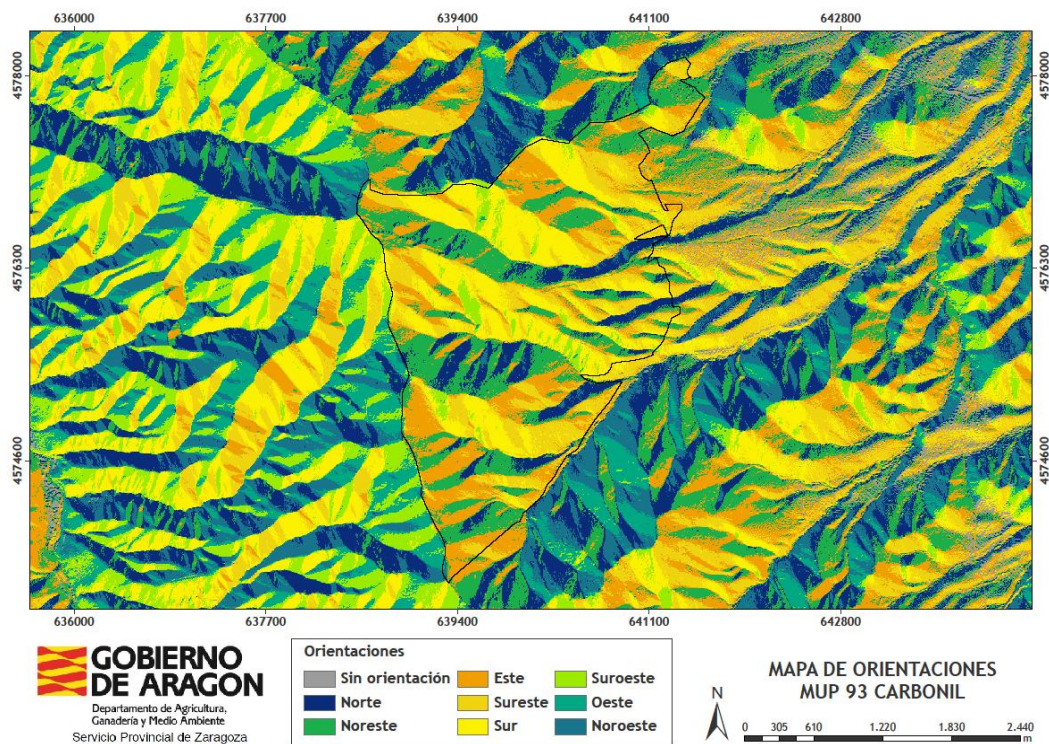 636000 637700 639400 641100 642800
4578000 4578000
4576300 4576300
4574600 4574600
636000 637700 639400 641100 642800
GOBIERNO
DE ARAGON
Departamento de Agricultura,
Ganadería y Medio Ambiente
Servicio Provincial de Zaragoza
Orientaciones
Sin orientación Este Suroeste
Norte Sureste Oeste
Noreste Sur Noroeste
MAPA DE ORIENTACIONES
MUP 93 CARBONIL
N
0 305 610 1.220 1.830 2.440
m